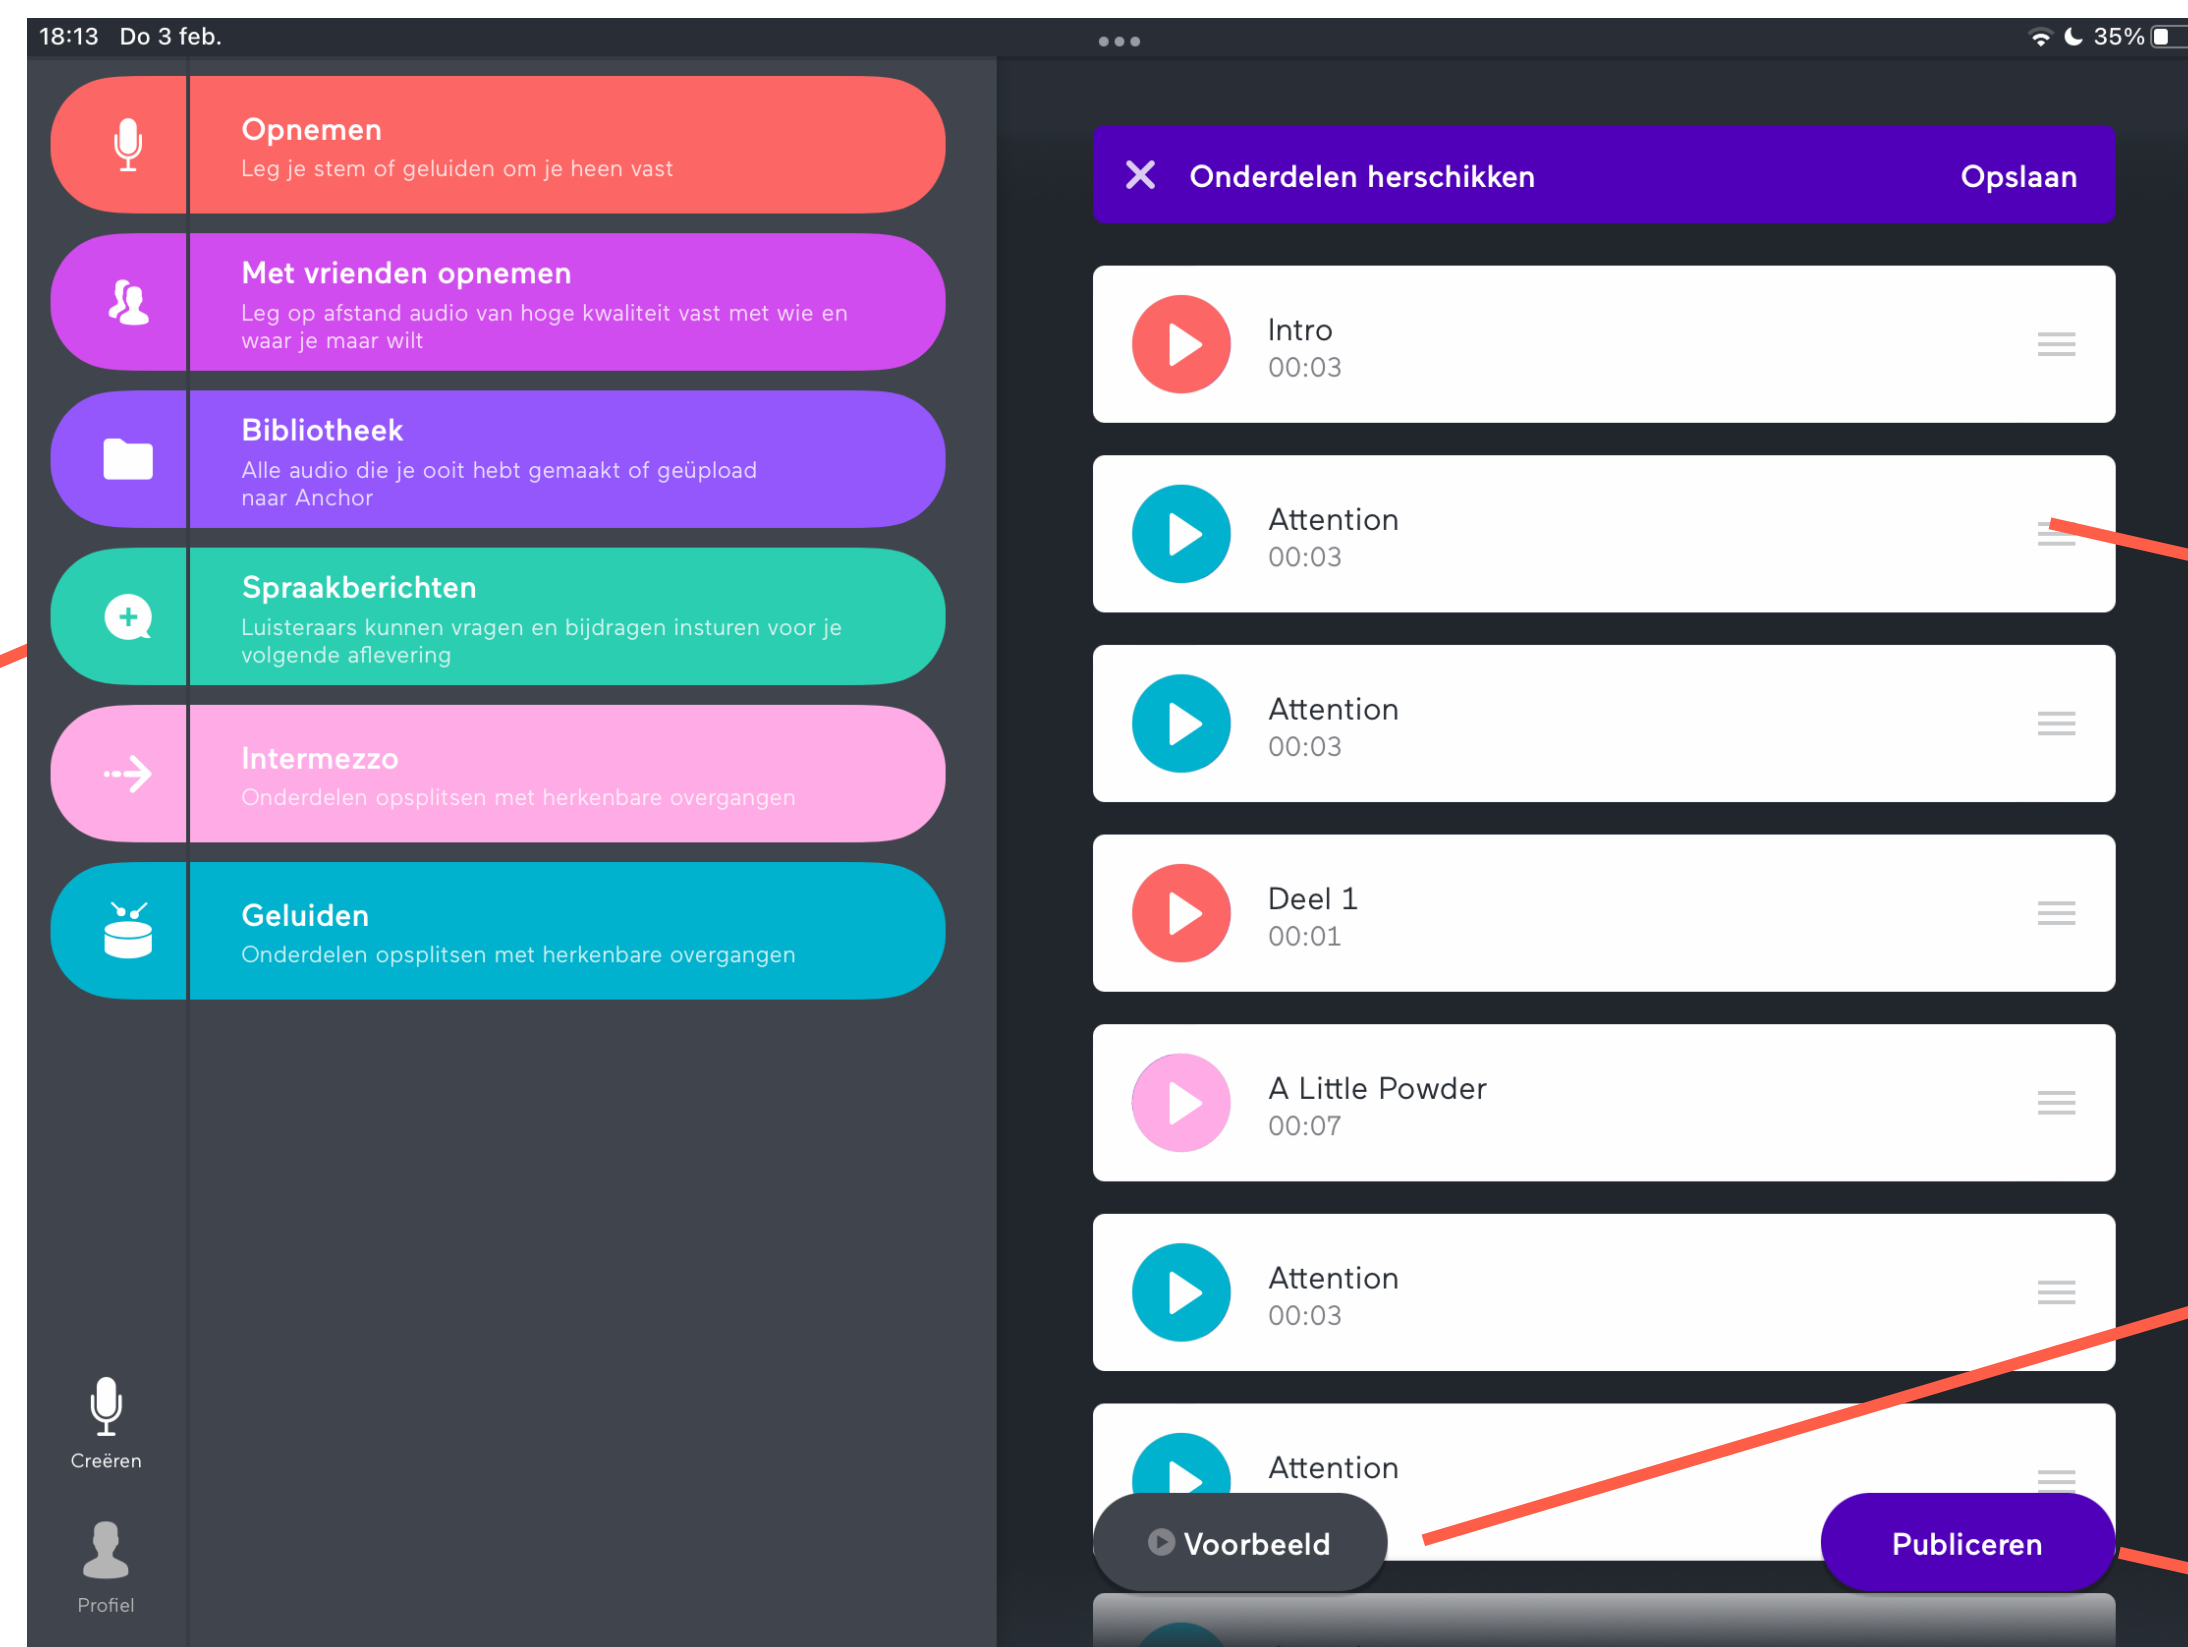 18:13 Do 3 feb.
35%
Opnemen
Leg je stem of geluiden om je heen vast
Met vrienden opnemen
Leg op afstand audio van hoge kwaliteit vast met wie en
waar je maar wilt
Bibliotheek
Alle audio die je ooit hebt gemaakt of geüpload
naar Anchor
Spraakberichten
Luisteraars kunnen vragen en bijdragen insturen voor je
volgende aflevering
Intermezzo
Onderdelen opsplitsen met herkenbare overgangen
Geluiden
Onderdelen opsplitsen met herkenbare overgangen
Creëren
Profiel
Onderdelen herschikken
Opslaan
Intro
00:03
Attention
00:03
Attention
00:03
Deel 1
00:01
A Little Powder
00:07
Attention
00:03
Attention
Voorbeeld
Publiceren